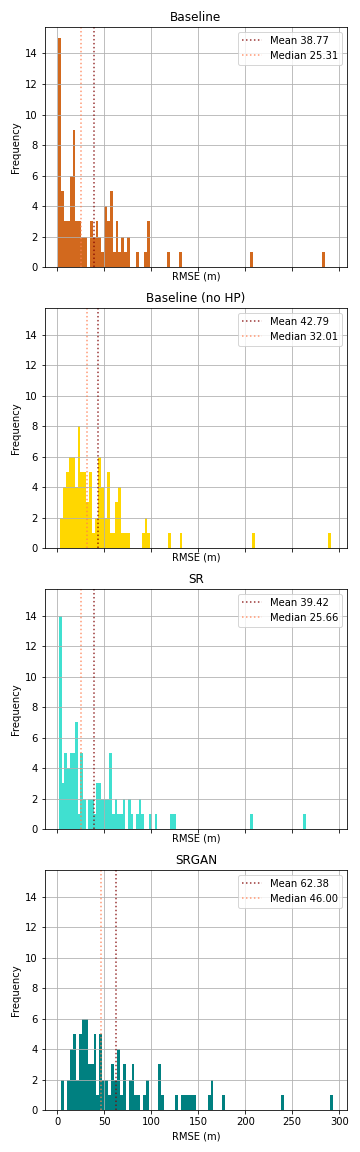 Baseline
Mean 38.77
Median 25.31
14
12
10
8
6
4
2
0
Frequency
RMSE (m)
Baseline (no HP)
Mean 42.79
Median 32.01
14
12
10
8
6
4
2
0
Frequency
RMSE (m)
SR
Mean 39.42
Median 25.66
14
12
10
8
6
4
2
0
Frequency
RMSE (m)
SRGAN
Mean 62.38
Median 46.00
14
12
10
8
6
4
2
0
Frequency
0 50 100 150 200 250 300
RMSE (m)